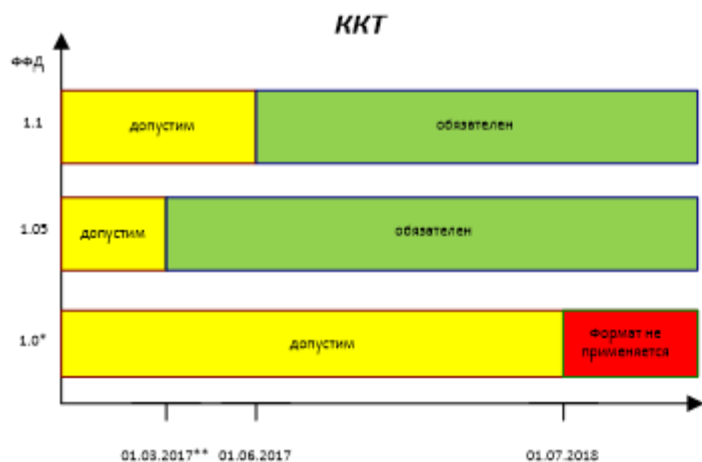 ККТ
ФФД
1.1
допустим
обязателен
1.05
допустим
обязателен
1.0*
допустим
Формат не
применяется
01.03.2017**
01.06.2017
01.07.2018